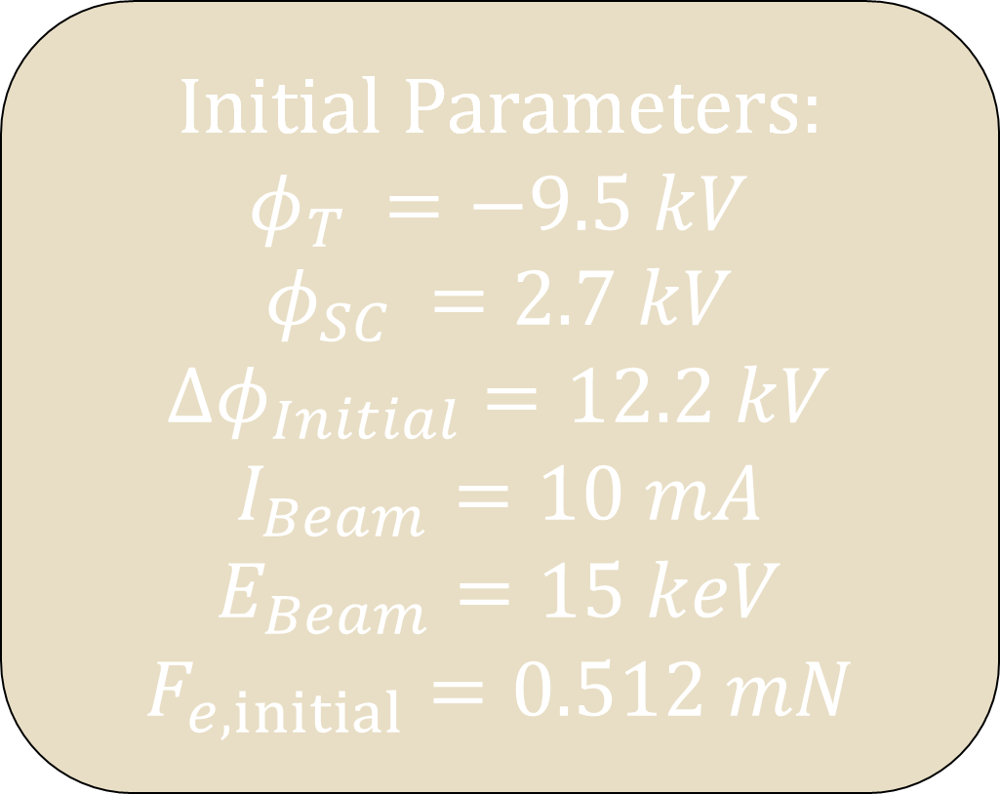 Initial Parameters:
ϕ_T = −9.5 kV
ϕ_SC = 2.7 kV
Δϕ_Initial = 12.2 kV
I_Beam = 10 mA
E_Beam = 15 keV
F_e,initial = 0.512 mN